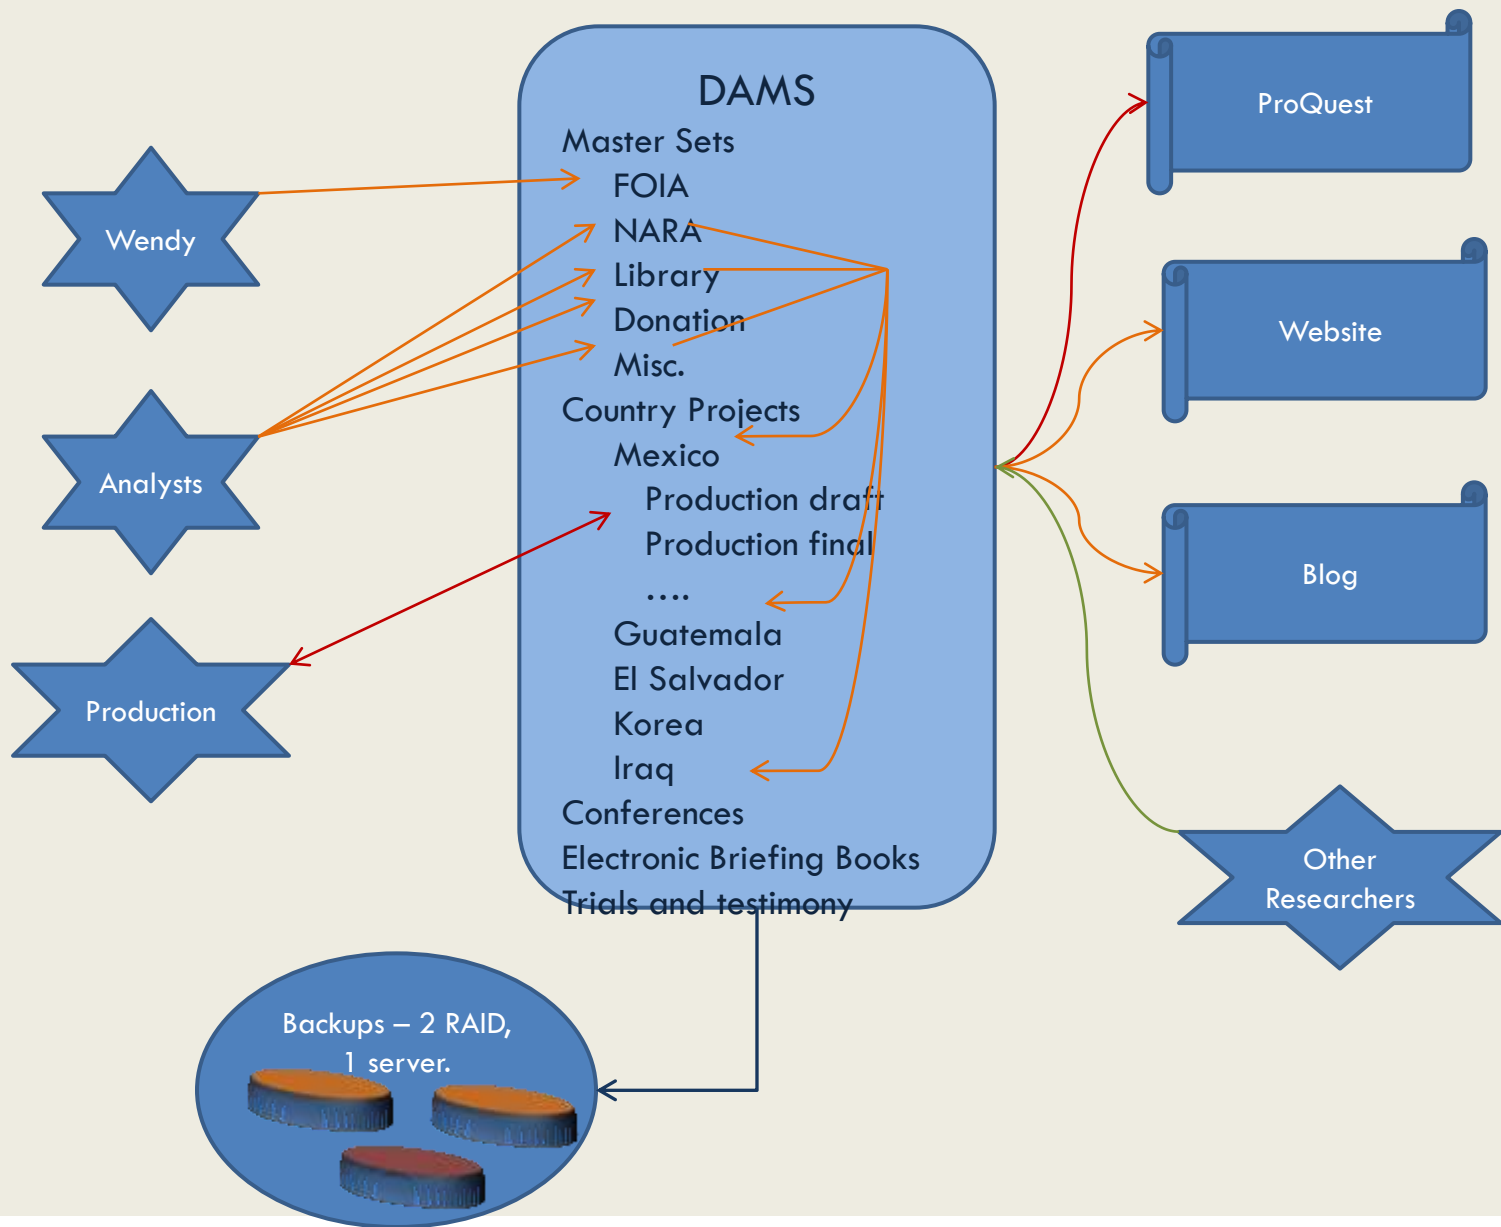 DAMS
Master Sets
FOIA
NARA
Library
Donation
Misc.
Country Projects
Mexico
Production draft
Production final
….
Guatemala
El Salvador
Korea
Iraq
Conferences
Electronic Briefing Books
Trials and testimony
Wendy
Analysts
Production
ProQuest
Website
Blog
Other
Researchers
Backups – 2 RAID,
1 server.